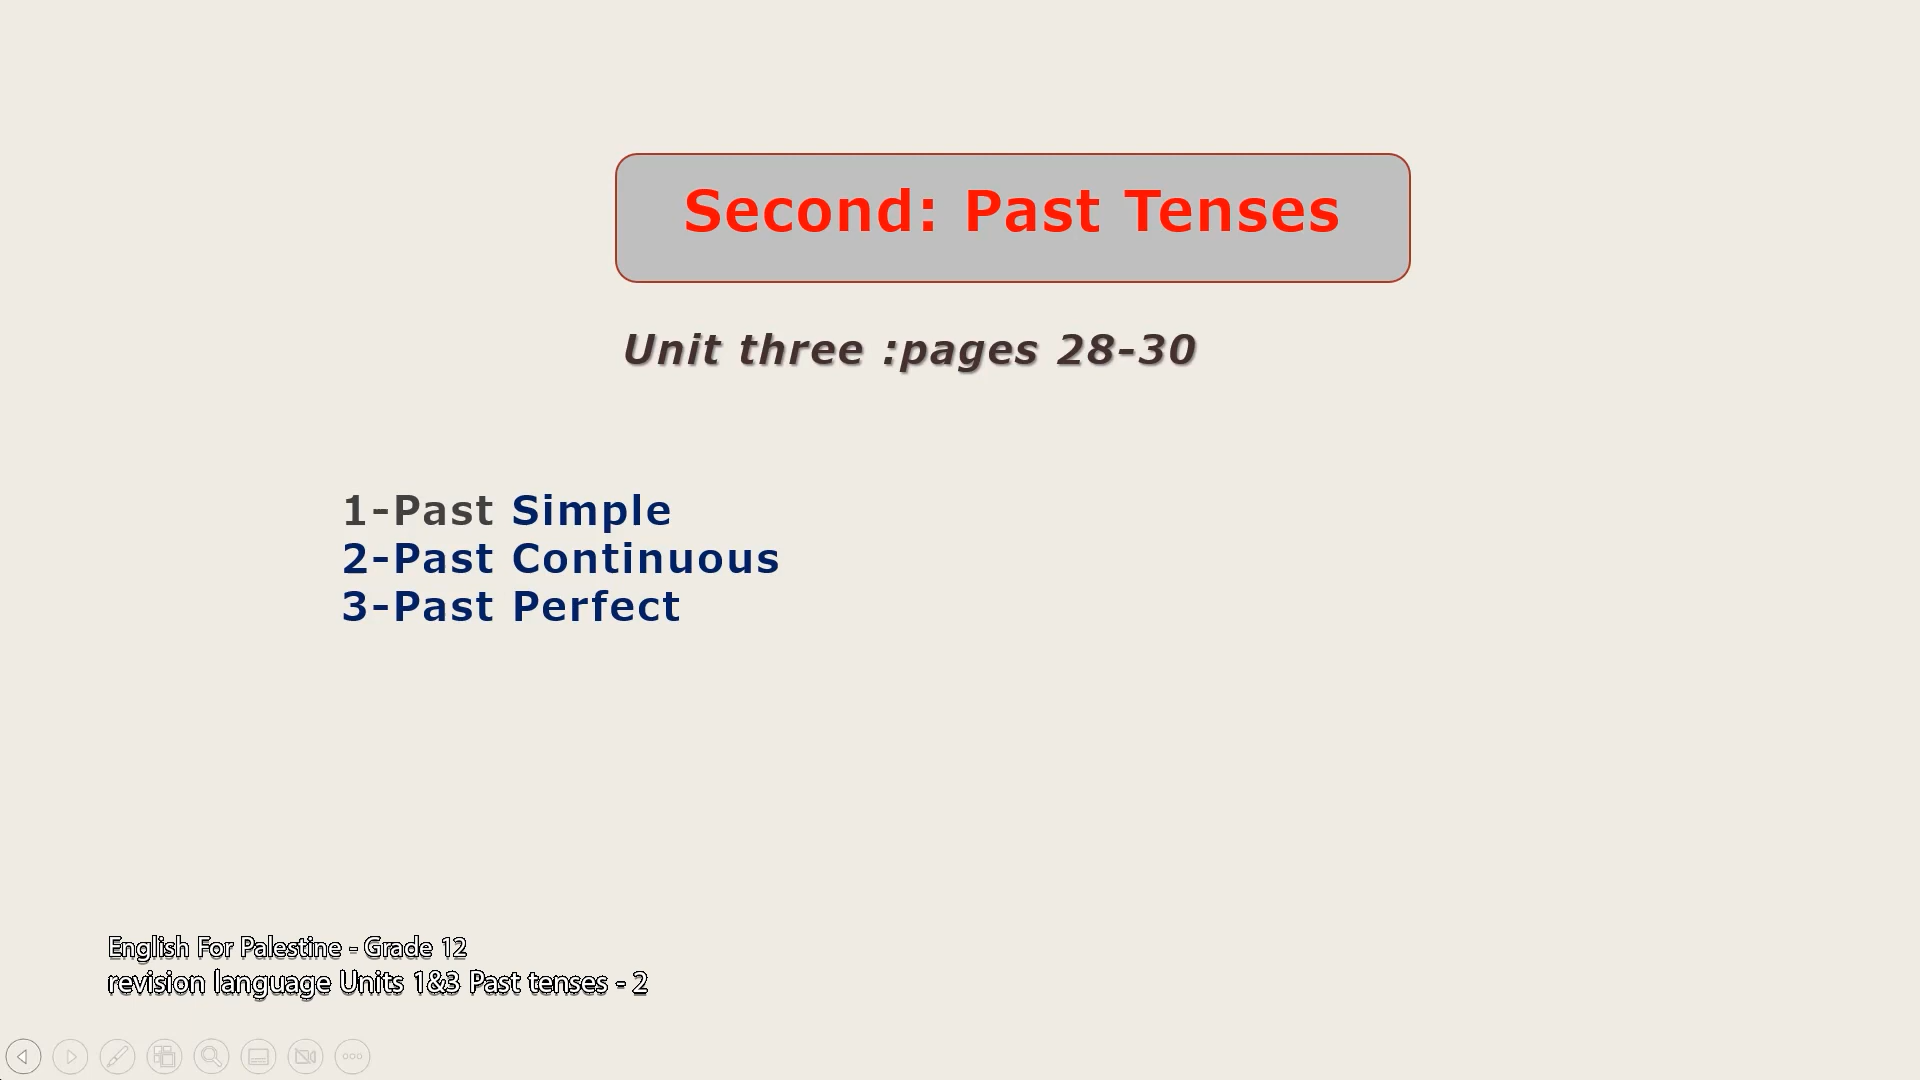 Second: Past Tenses
Unit three :pages 28-30
1-Past Simple
2-Past Continuous
3-Past Perfect
English For Palestine - Grade 12
revision language Units 1&3 Past tenses - 2